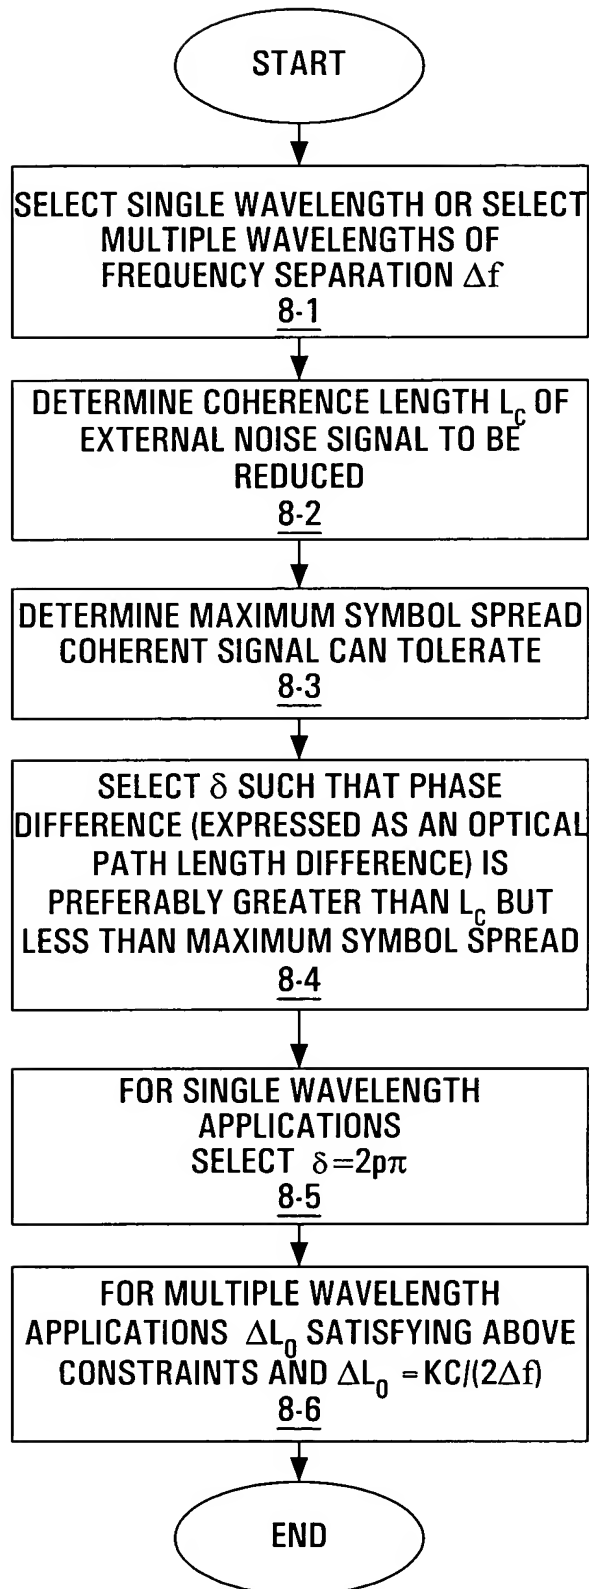 START
SELECT SINGLE WAVELENGTH OR SELECT
MULTIPLE WAVELENGTHS OF
FREQUENCY SEPARATION Δf
8-1
DETERMINE COHERENCE LENGTH L_C OF
EXTERNAL NOISE SIGNAL TO BE
REDUCED
8-2
DETERMINE MAXIMUM SYMBOL SPREAD
COHERENT SIGNAL CAN TOLERATE
8-3
SELECT δ SUCH THAT PHASE
DIFFERENCE (EXPRESSED AS AN OPTICAL
PATH LENGTH DIFFERENCE) IS
PREFERABLY GREATER THAN L_C BUT
LESS THAN MAXIMUM SYMBOL SPREAD
8-4
FOR SINGLE WAVELENGTH
APPLICATIONS
SELECT δ=2pπ
8-5
FOR MULTIPLE WAVELENGTH
APPLICATIONS ΔL_0 SATISFYING ABOVE
CONSTRAINTS AND ΔL_0 = KC/(2Δf)
8-6
END